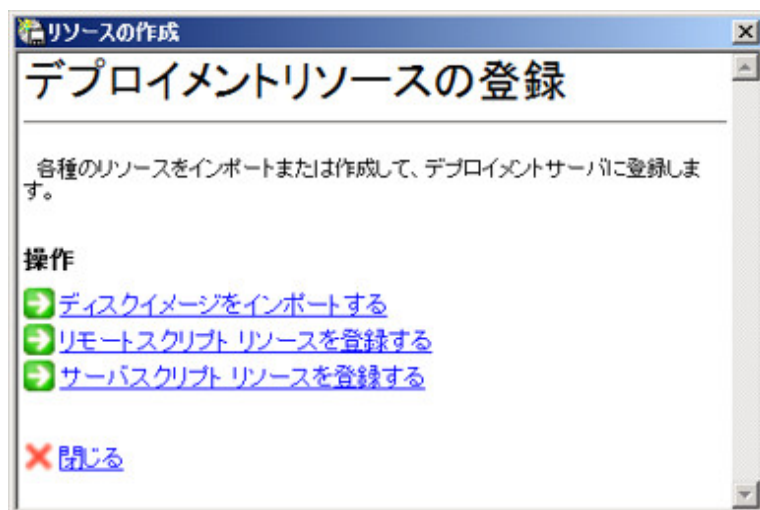 リソースの作成
デプロイメントリソースの登録
各種のリソースをインポートまたは作成して、デプロイメントサーバに登録しま
す。
操作
ディスクイメージをインポートする
リモートスクリプト リソースを登録する
サーバスクリプト リソースを登録する
閉じる